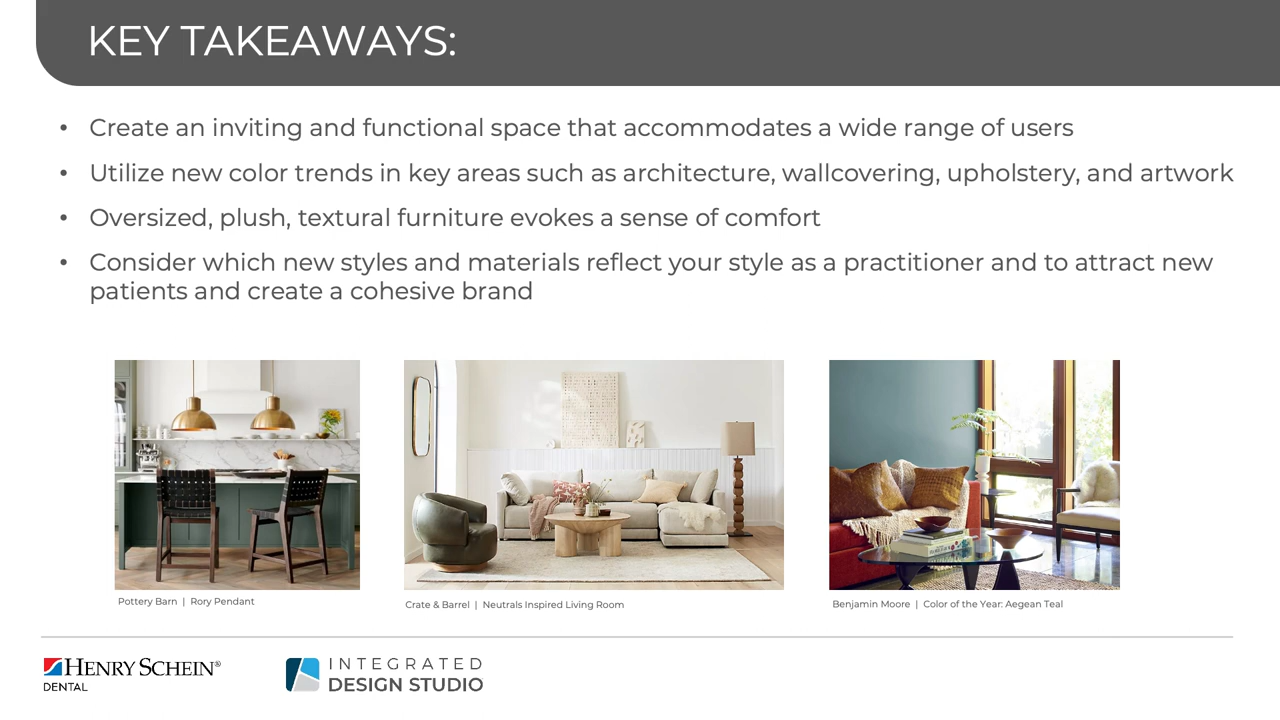 KEY TAKEAWAYS:
• Create an inviting and functional space that accommodates a wide range of users
• Utilize new color trends in key areas such as architecture, wallcovering, upholstery, and artwork
• Oversized, plush, textural furniture evokes a sense of comfort
• Consider which new styles and materials reflect your style as a practitioner and to attract new
patients and create a cohesive brand
Pottery Barn | Rory Pendant
Crate & Barrel | Neutrals Inspired Living Room
Benjamin Moore | Color of the Year: Aegean Teal
HENRY SCHEIN®
DENTAL
INTEGRATED
DESIGN STUDIO